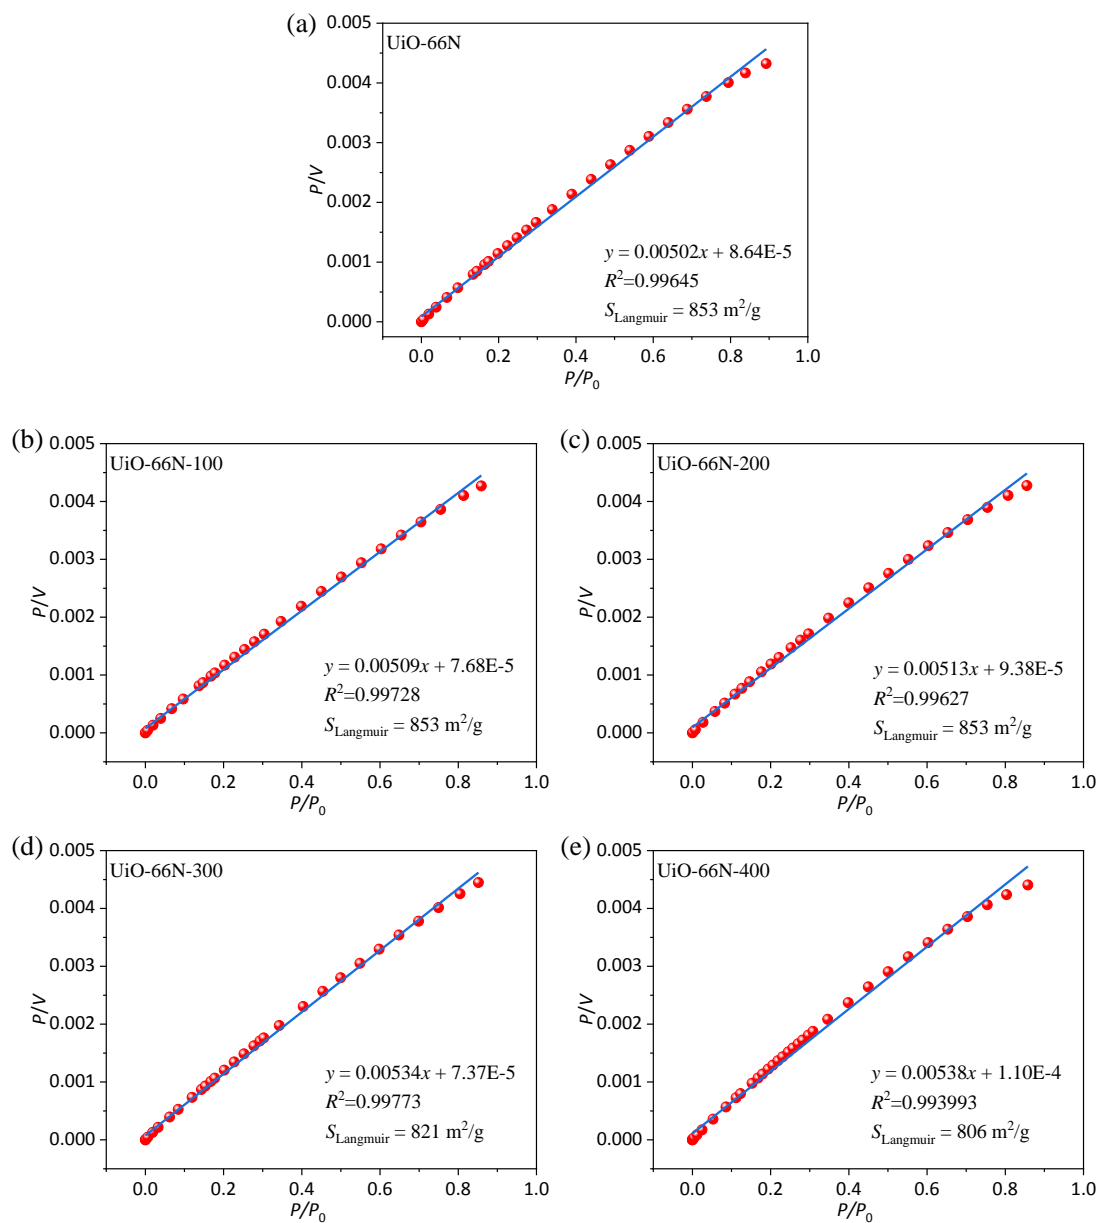 (a)
UiO-66N
0.005
0.004
0.003
0.002
0.001
0.000
P/V
y = 0.00502x + 8.64E-5
R²=0.99645
S_Langmuir = 853 m²/g
0.0 0.2 0.4 0.6 0.8 1.0
P/P₀
(b)
UiO-66N-100
0.005
0.004
0.003
0.002
0.001
0.000
P/V
y = 0.00509x + 7.68E-5
R²=0.99728
S_Langmuir = 853 m²/g
0.0 0.2 0.4 0.6 0.8 1.0
P/P₀
(c)
UiO-66N-200
0.005
0.004
0.003
0.002
0.001
0.000
P/V
y = 0.00513x + 9.38E-5
R²=0.99627
S_Langmuir = 853 m²/g
0.0 0.2 0.4 0.6 0.8 1.0
P/P₀
(d)
UiO-66N-300
0.005
0.004
0.003
0.002
0.001
0.000
P/V
y = 0.00534x + 7.37E-5
R²=0.99773
S_Langmuir = 821 m²/g
0.0 0.2 0.4 0.6 0.8 1.0
P/P₀
(e)
UiO-66N-400
0.005
0.004
0.003
0.002
0.001
0.000
P/V
y = 0.00538x + 1.10E-4
R²=0.993993
S_Langmuir = 806 m²/g
0.0 0.2 0.4 0.6 0.8 1.0
P/P₀